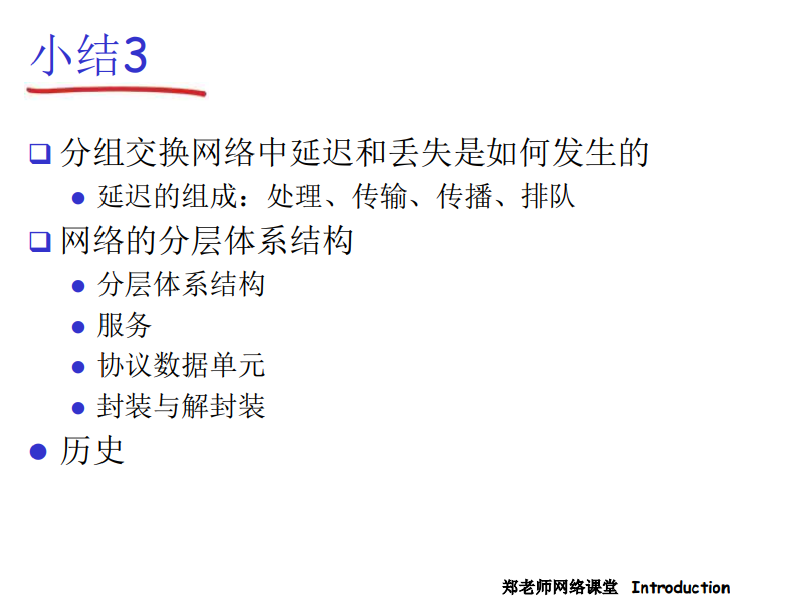 小结3
分组交换网络中延迟和丢失是如何发生的
延迟的组成：处理、传输、传播、排队
网络的分层体系结构
分层体系结构
服务
协议数据单元
封装与解封装
历史
郑老师网络课堂 Introduction